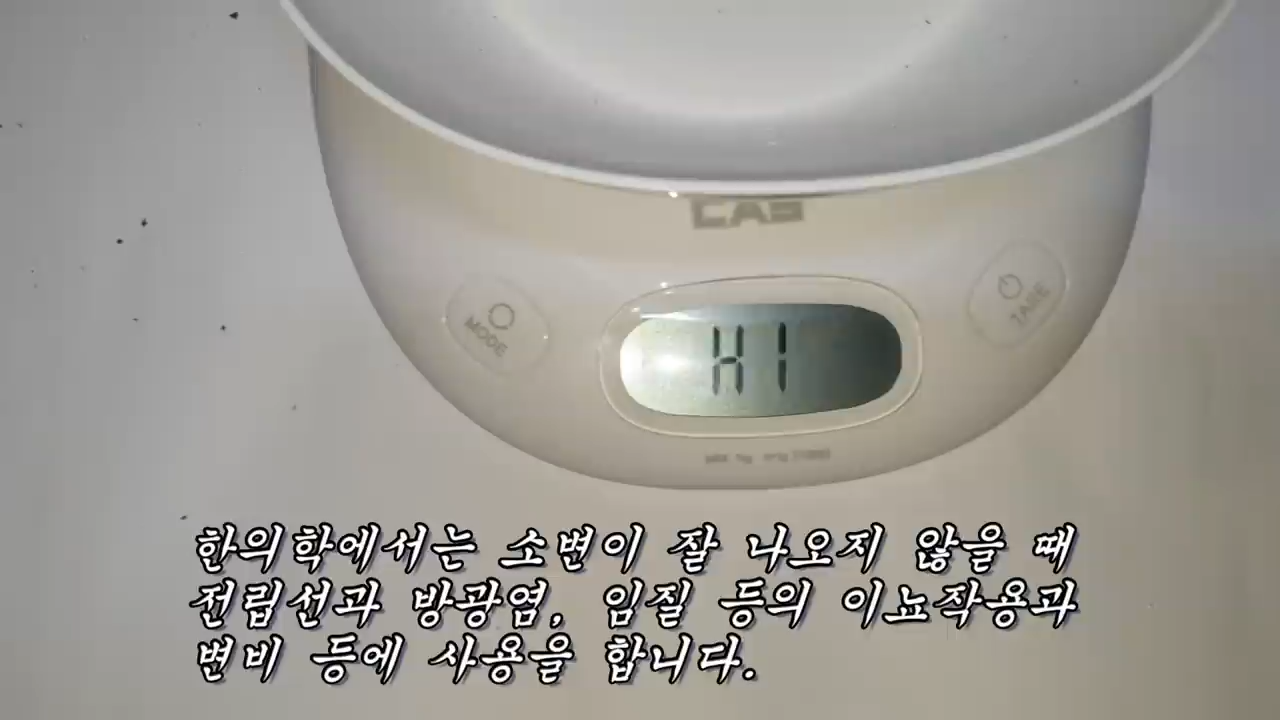 CAS
MODE
TARE
HI
한의학에서는 소변이 잘 나오지 않을 때
전립선과 방광염, 임질 등의 이뇨작용과
변비 등에 사용을 합니다.